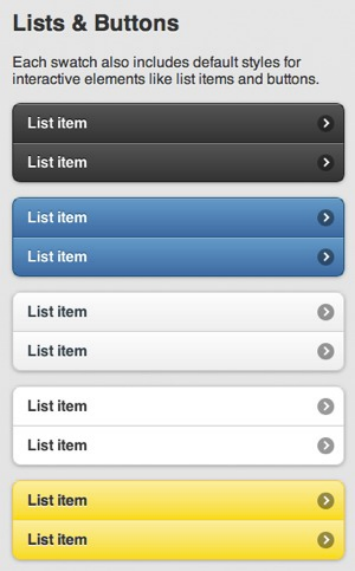 Lists & Buttons
Each swatch also includes default styles for
interactive elements like list items and buttons.
List item
List item
List item
List item
List item
List item
List item
List item
List item
List item